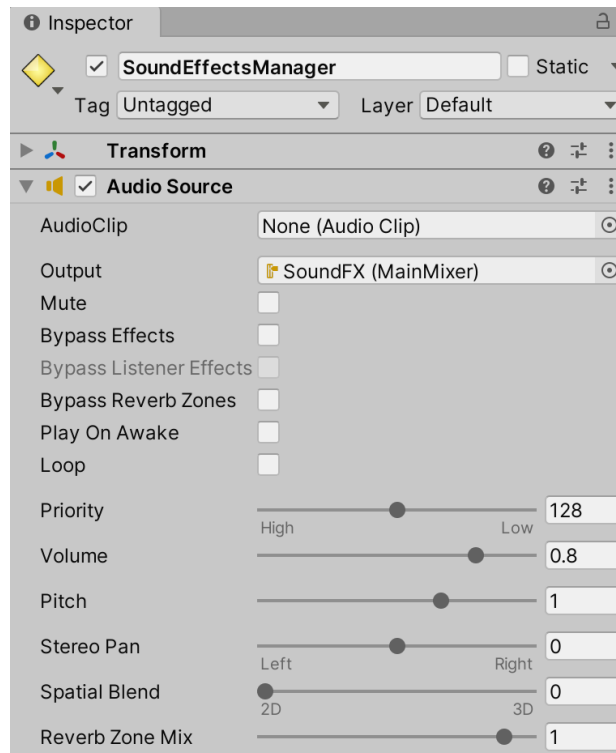 Inspector
SoundEffectsManager Static
Tag Untagged Layer Default
Transform
Audio Source
AudioClip None (Audio Clip)
Output SoundFX (MainMixer)
Mute
Bypass Effects
Bypass Listener Effects
Bypass Reverb Zones
Play On Awake
Loop
Priority 128
High Low
Volume 0.8
Pitch 1
Stereo Pan 0
Left Right
Spatial Blend 0
2D 3D
Reverb Zone Mix 1